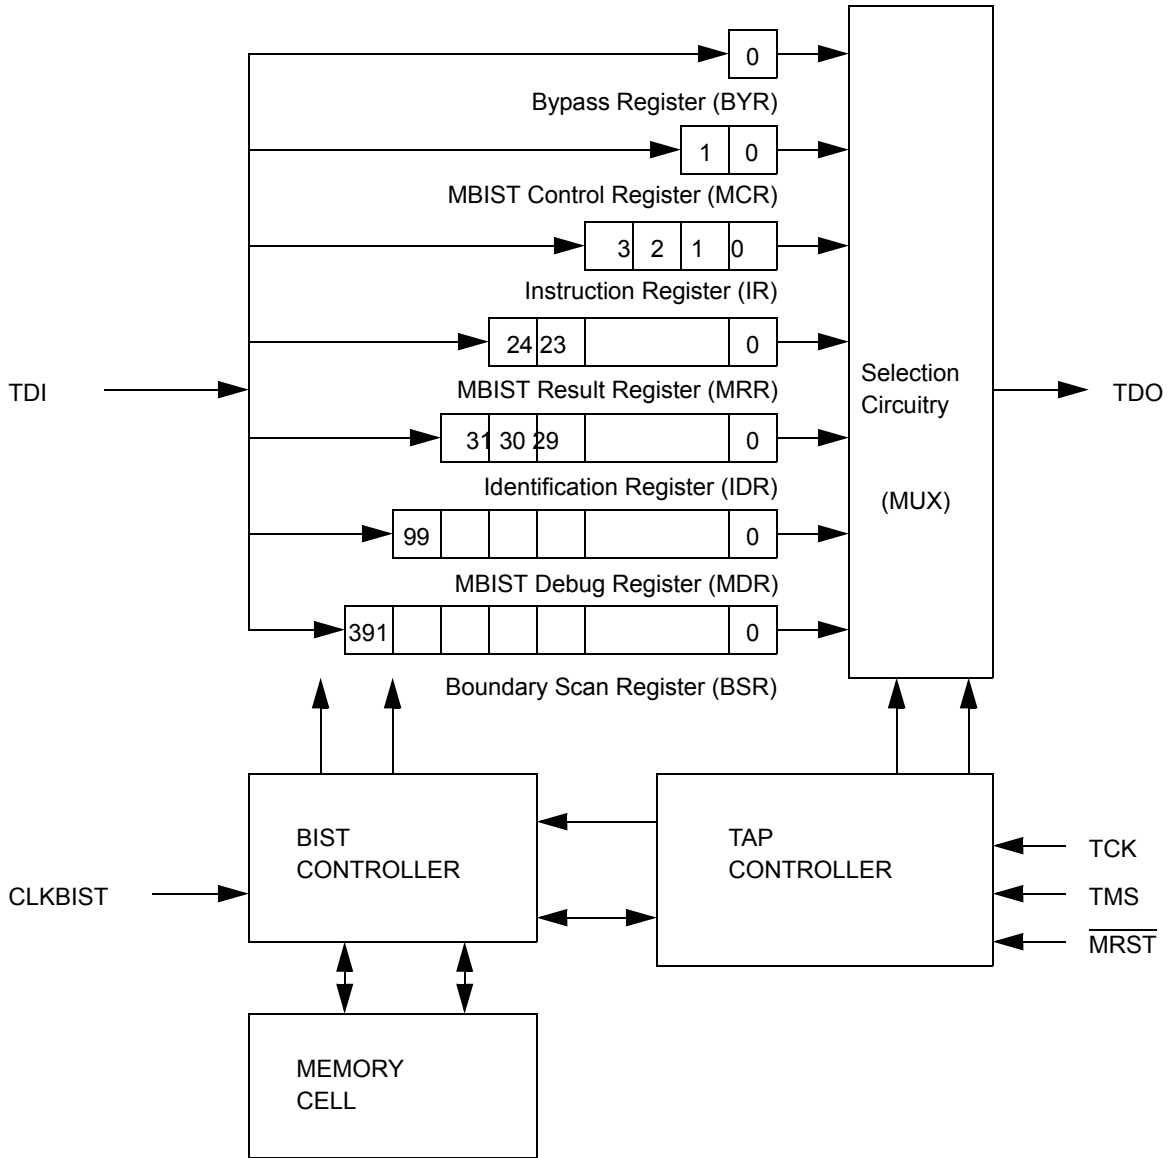 0
Bypass Register (BYR)
1 0
MBIST Control Register (MCR)
3 2 1 0
Instruction Register (IR)
24 23 0
MBIST Result Register (MRR)
31 30 29 0
Identification Register (IDR)
99 0
MBIST Debug Register (MDR)
391 0
Boundary Scan Register (BSR)
TDI
Selection
Circuitry
(MUX)
TDO
BIST
CONTROLLER
TAP
CONTROLLER
CLKBIST
TCK
TMS
MRST
MEMORY
CELL